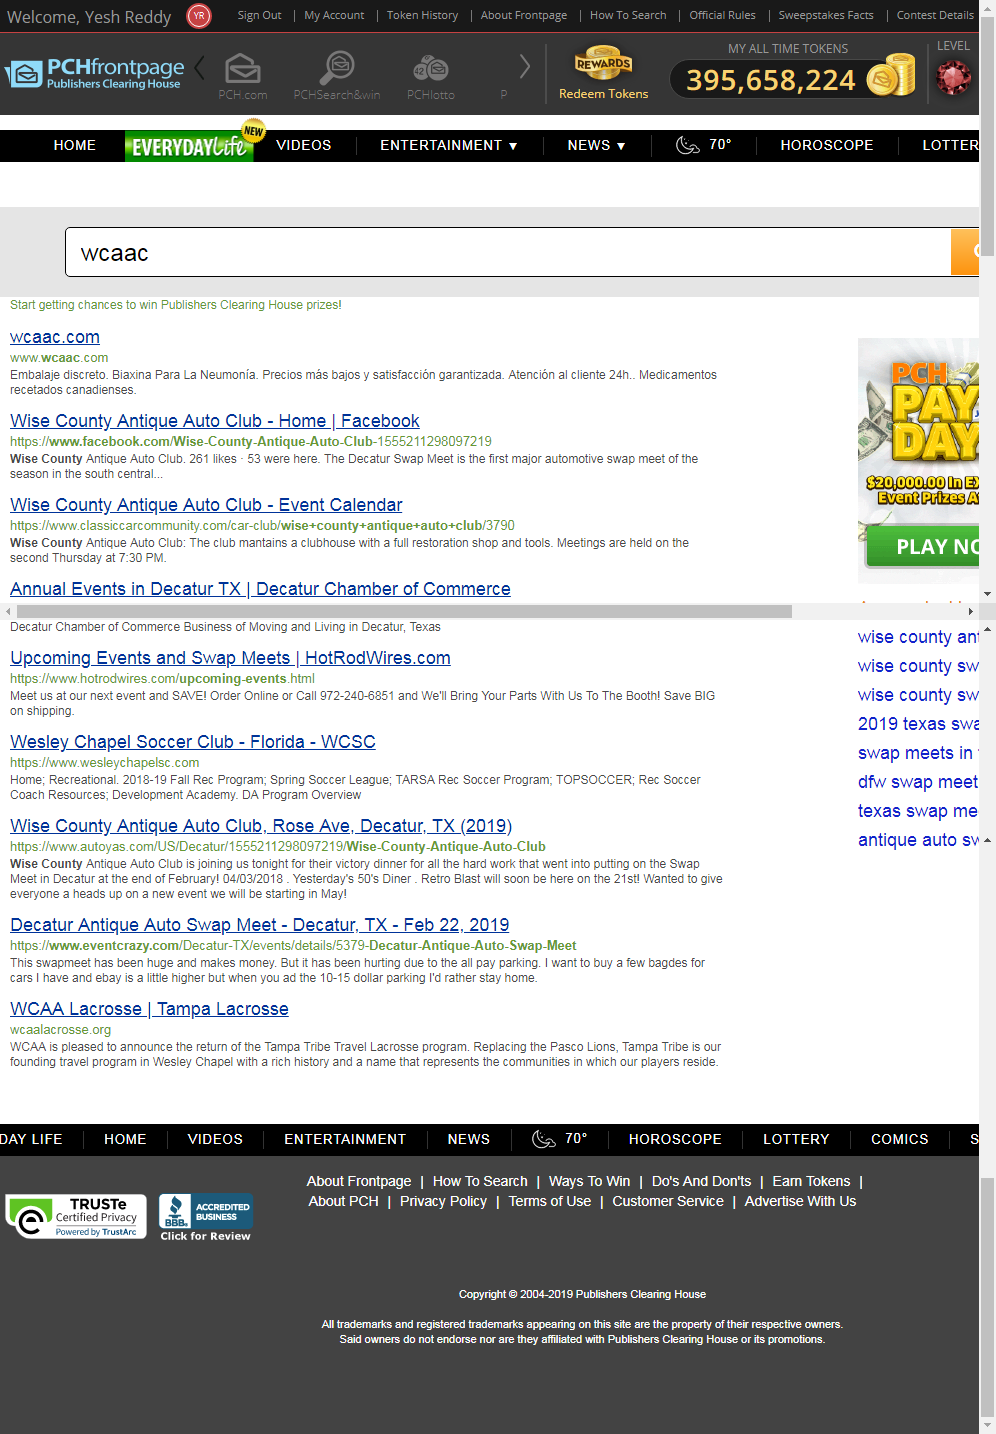 Welcome, Yesh Reddy YR Sign Out | My Account | Token History | About Frontpage | How To Search | Official Rules | Sweepstakes Facts | Contest Details
PCHfrontpage
Publishers Clearing House
PCH.com PCHSearch&win PCHlotto P
REWARDS
Redeem Tokens
MY ALL TIME TOKENS
395,658,224
LEVEL
HOME EVERYDAY Life NEW VIDEOS ENTERTAINMENT ▼ NEWS ▼ 70° HOROSCOPE LOTTER
wcaac
Start getting chances to win Publishers Clearing House prizes!
wcaac.com
www.wcaac.com
Embalaje discreto. Biaxina Para La Neumonía. Precios más bajos y satisfacción garantizada. Atención al cliente 24h.. Medicamentos
recetados canadienses.
Wise County Antique Auto Club - Home | Facebook
https://www.facebook.com/Wise-County-Antique-Auto-Club-1555211298097219
Wise County Antique Auto Club. 261 likes · 53 were here. The Decatur Swap Meet is the first major automotive swap meet of the
season in the south central...
Wise County Antique Auto Club - Event Calendar
https://www.classiccarcommunity.com/car-club/wise+county+antique+auto+club/3790
Wise County Antique Auto Club: The club mantains a clubhouse with a full restoration shop and tools. Meetings are held on the
second Thursday at 7:30 PM.
Annual Events in Decatur TX | Decatur Chamber of Commerce
PCH
PAY
DAY
$20,000.00 In EX
Event Prizes A
PLAY NO
Decatur Chamber of Commerce Business of Moving and Living in Decatur, Texas
Upcoming Events and Swap Meets | HotRodWires.com
https://www.hotrodwires.com/upcoming-events.html
Meet us at our next event and SAVE! Order Online or Call 972-240-6851 and We'll Bring Your Parts With Us To The Booth! Save BIG
on shipping.
Wesley Chapel Soccer Club - Florida - WCSC
https://www.wesleychapelsc.com
Home; Recreational. 2018-19 Fall Rec Program; Spring Soccer League; TARSA Rec Soccer Program; TOPSOCCER; Rec Soccer
Coach Resources; Development Academy. DA Program Overview
Wise County Antique Auto Club, Rose Ave, Decatur, TX (2019)
https://www.autoyas.com/US/Decatur/1555211298097219/Wise-County-Antique-Auto-Club
Wise County Antique Auto Club is joining us tonight for their victory dinner for all the hard work that went into putting on the Swap
Meet in Decatur at the end of February! 04/03/2018 . Yesterday's 50's Diner . Retro Blast will soon be here on the 21st! Wanted to give
everyone a heads up on a new event we will be starting in May!
Decatur Antique Auto Swap Meet - Decatur, TX - Feb 22, 2019
https://www.eventcrazy.com/Decatur-TX/events/details/5379-Decatur-Antique-Auto-Swap-Meet
This swapmeet has been huge and makes money. But it has been hurting due to the all pay parking. I want to buy a few bagdes for
cars I have and ebay is a little higher but when you ad the 10-15 dollar parking I'd rather stay home.
WCAA Lacrosse | Tampa Lacrosse
wcaalacrosse.org
WCAA is pleased to announce the return of the Tampa Tribe Travel Lacrosse program. Replacing the Pasco Lions, Tampa Tribe is our
founding travel program in Wesley Chapel with a rich history and a name that represents the communities in which our players reside.
wise county ant
wise county sw
wise county sw
2019 texas swa
swap meets in
dfw swap meet
texas swap me
antique auto sw
DAY LIFE HOME VIDEOS ENTERTAINMENT NEWS 70° HOROSCOPE LOTTERY COMICS S
About Frontpage | How To Search | Ways To Win | Do's And Don'ts | Earn Tokens |
About PCH | Privacy Policy | Terms of Use | Customer Service | Advertise With Us
TRUSTe
Certified Privacy
Powered by TrustArc
BBB.
ACCREDITED
BUSINESS
Click for Review
Copyright © 2004-2019 Publishers Clearing House
All trademarks and registered trademarks appearing on this site are the property of their respective owners.
Said owners do not endorse nor are they affiliated with Publishers Clearing House or its promotions.